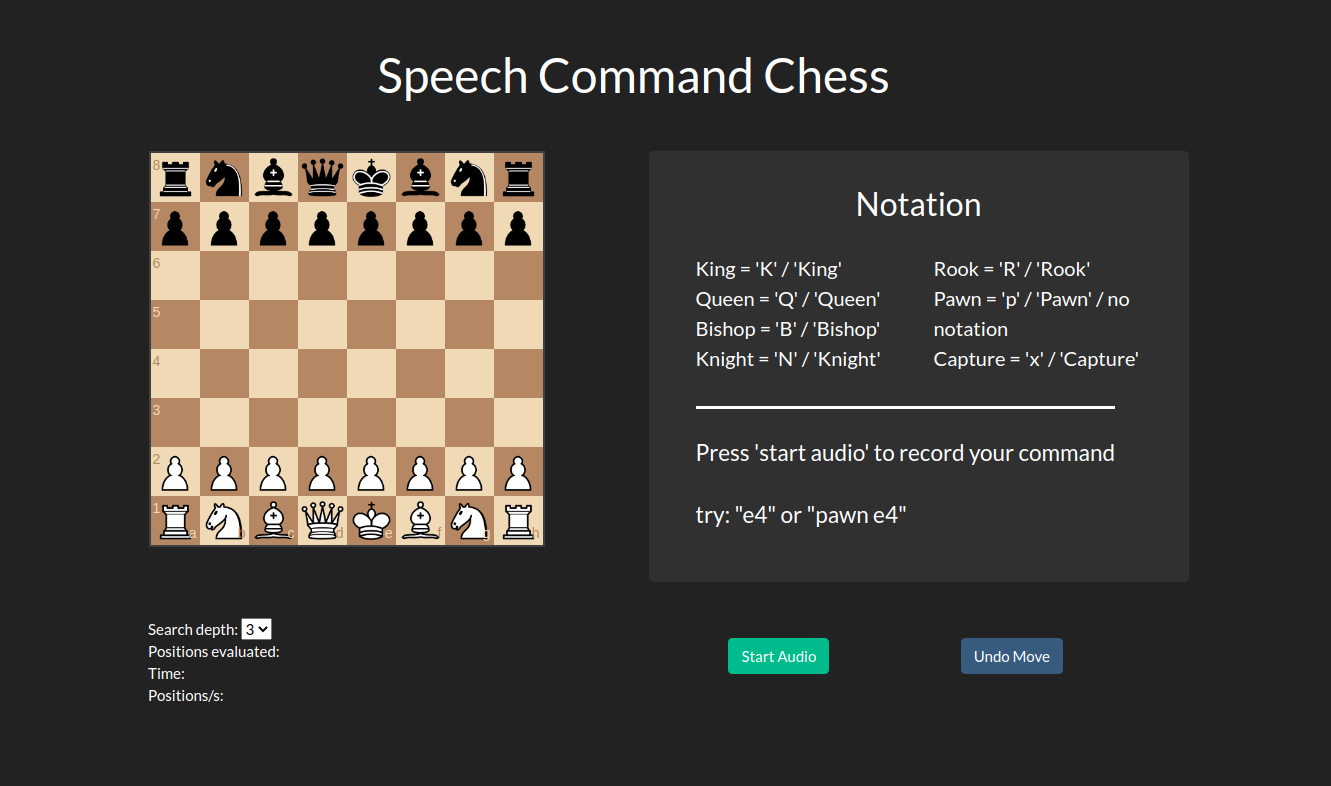 Speech Command Chess
8
7
6
5
4
3
2
1
a b c d e f g h
Notation
King = 'K' / 'King'
Queen = 'Q' / 'Queen'
Bishop = 'B' / 'Bishop'
Knight = 'N' / 'Knight'
Rook = 'R' / 'Rook'
Pawn = 'p' / 'Pawn' / no
notation
Capture = 'x' / 'Capture'
Press 'start audio' to record your command
try: "e4" or "pawn e4"
Search depth: 3
Positions evaluated:
Time:
Positions/s:
Start Audio
Undo Move